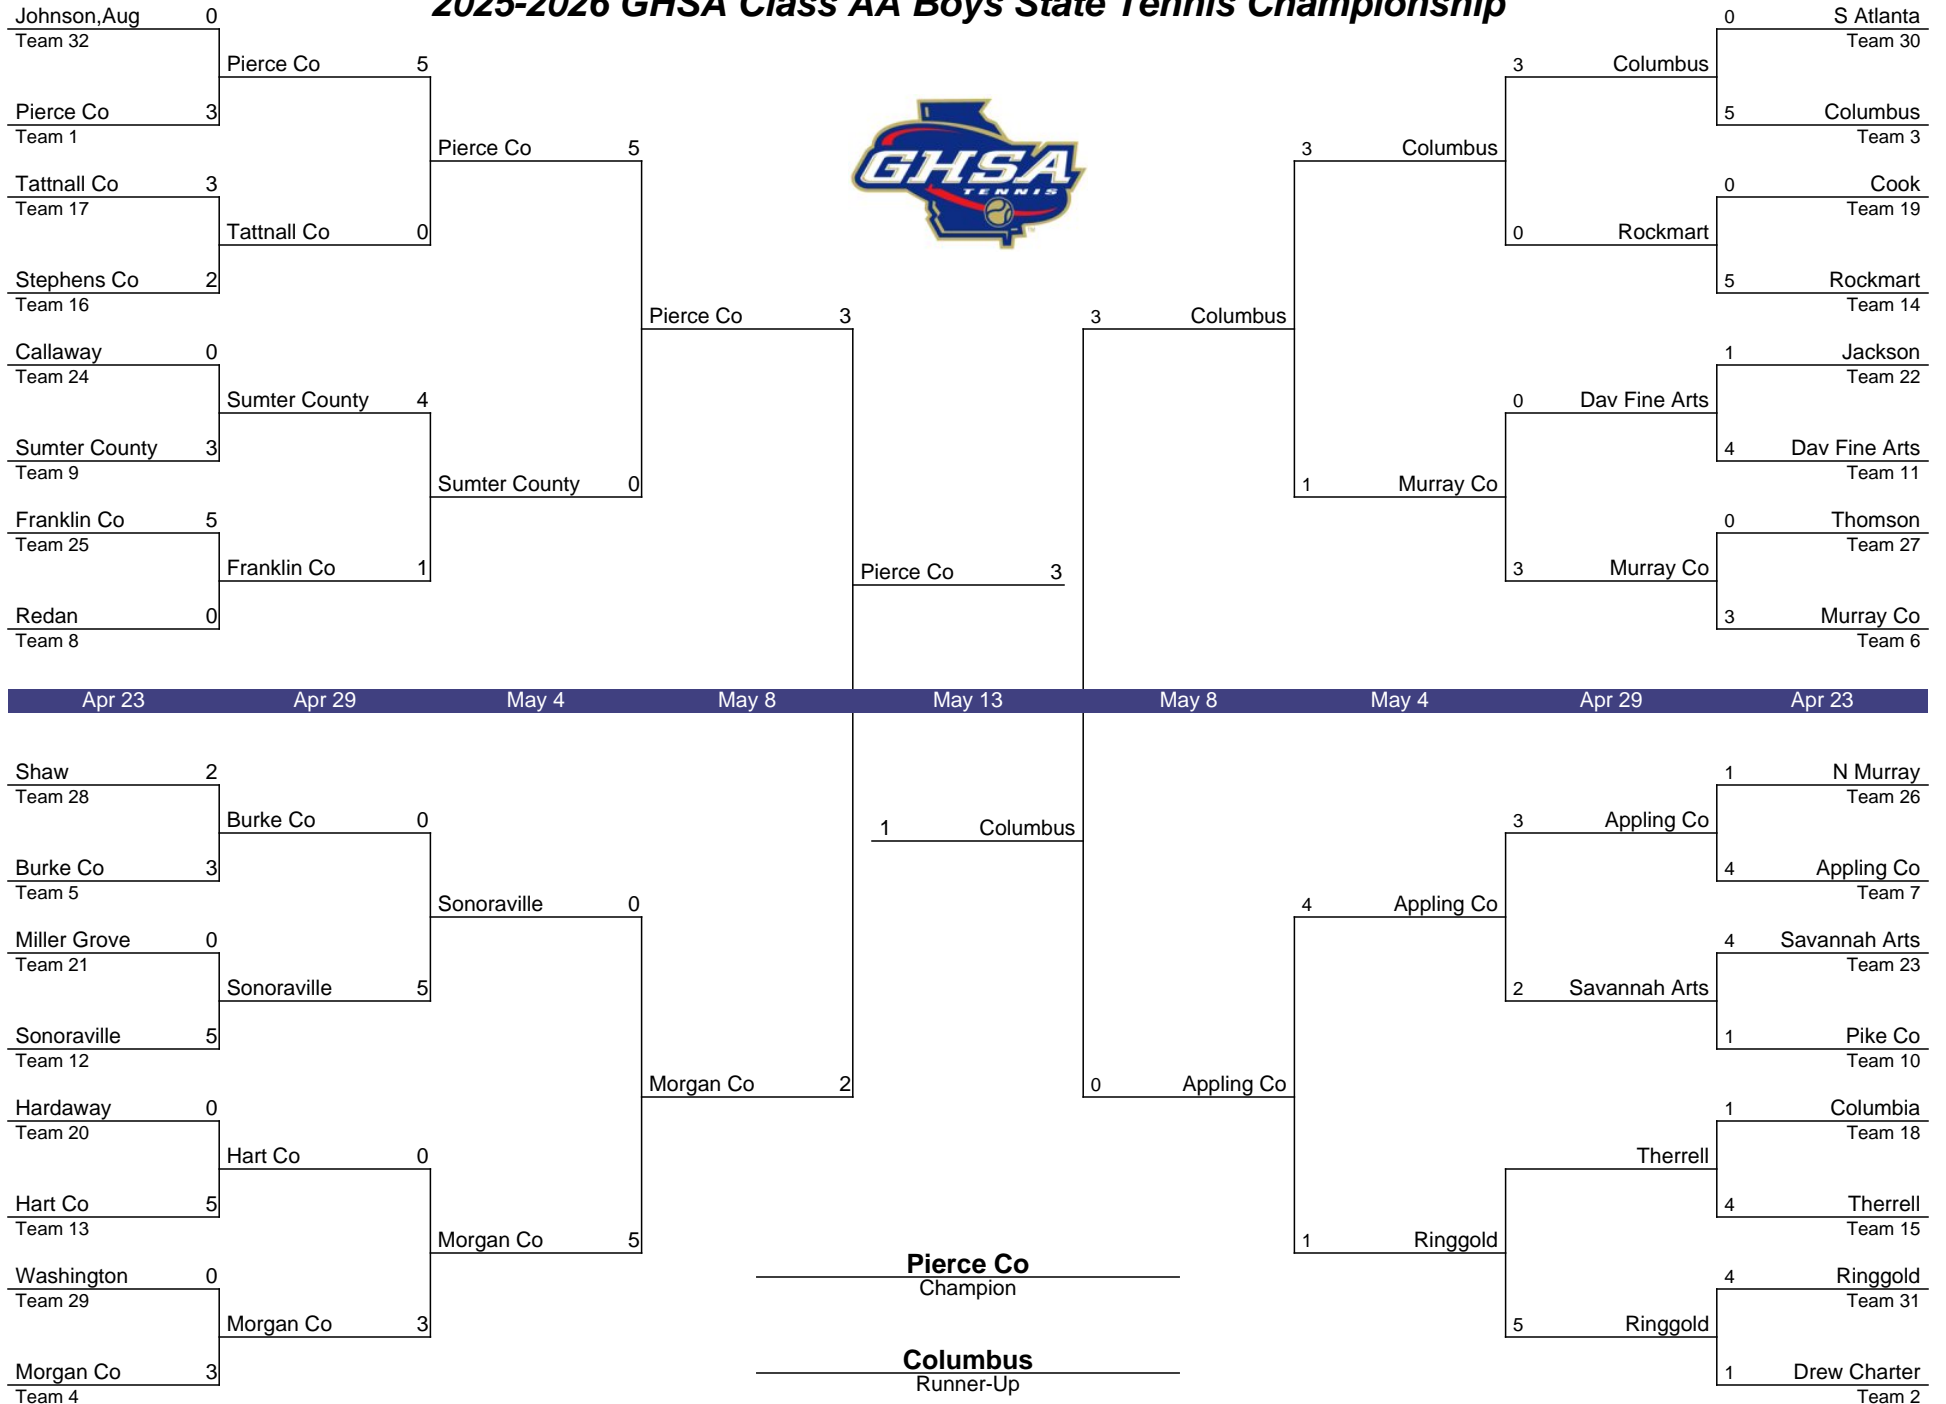 2025-2026 GHSA Class AA Boys State Tennis Championship
GHSA
TENNIS
Johnson,Aug 0
Team 32
Pierce Co 3
Team 1
Tattnall Co 3
Team 17
Stephens Co 2
Team 16
Callaway 0
Team 24
Sumter County 3
Team 9
Franklin Co 5
Team 25
Redan 0
Team 8
Pierce Co 5
Tattnall Co 0
Sumter County 4
Franklin Co 1
Pierce Co 5
Sumter County 0
Pierce Co 3
Pierce Co 3
3 Columbus
3 Columbus
1 Murray Co
3 Columbus
0 Rockmart
0 Dav Fine Arts
3 Murray Co
0 S Atlanta
Team 30
5 Columbus
Team 3
0 Cook
Team 19
5 Rockmart
Team 14
1 Jackson
Team 22
4 Dav Fine Arts
Team 11
0 Thomson
Team 27
3 Murray Co
Team 6
Apr 23 Apr 29 May 4 May 8 May 13 May 8 May 4 Apr 29 Apr 23
Shaw 2
Team 28
Burke Co 3
Team 5
Miller Grove 0
Team 21
Sonoraville 5
Team 12
Hardaway 0
Team 20
Hart Co 5
Team 13
Washington 0
Team 29
Morgan Co 3
Team 4
Burke Co 0
Sonoraville 5
Hart Co 0
Morgan Co 3
Sonoraville 0
Morgan Co 5
Morgan Co 2
1 Columbus
0 Appling Co
4 Appling Co
1 Ringgold
3 Appling Co
2 Savannah Arts
Therrell
5 Ringgold
1 N Murray
Team 26
4 Appling Co
Team 7
4 Savannah Arts
Team 23
1 Pike Co
Team 10
1 Columbia
Team 18
4 Therrell
Team 15
4 Ringgold
Team 31
1 Drew Charter
Team 2
Pierce Co
Champion
Columbus
Runner-Up